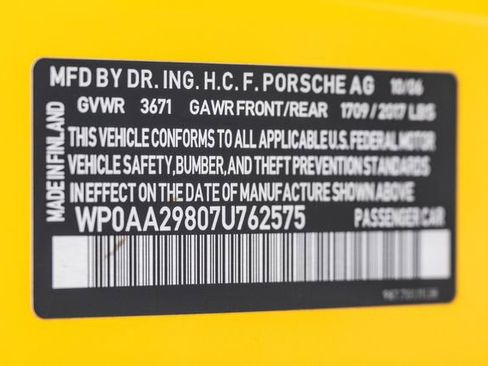 MFD BY DR. ING. H.C. F. PORSCHE AG 10/06
GVWR 3671 GAWR FRONT/REAR 1709 / 2017 LBS
MADE IN FINLAND
THIS VEHICLE CONFORMS TO ALL APPLICABLE U.S. FEDERAL MOTOR
VEHICLE SAFETY, BUMPER, AND THEFT PREVENTION STANDARDS
IN EFFECT ON THE DATE OF MANUFACTURE SHOWN ABOVE
WP0AA29807U762575 PASSENGER CAR